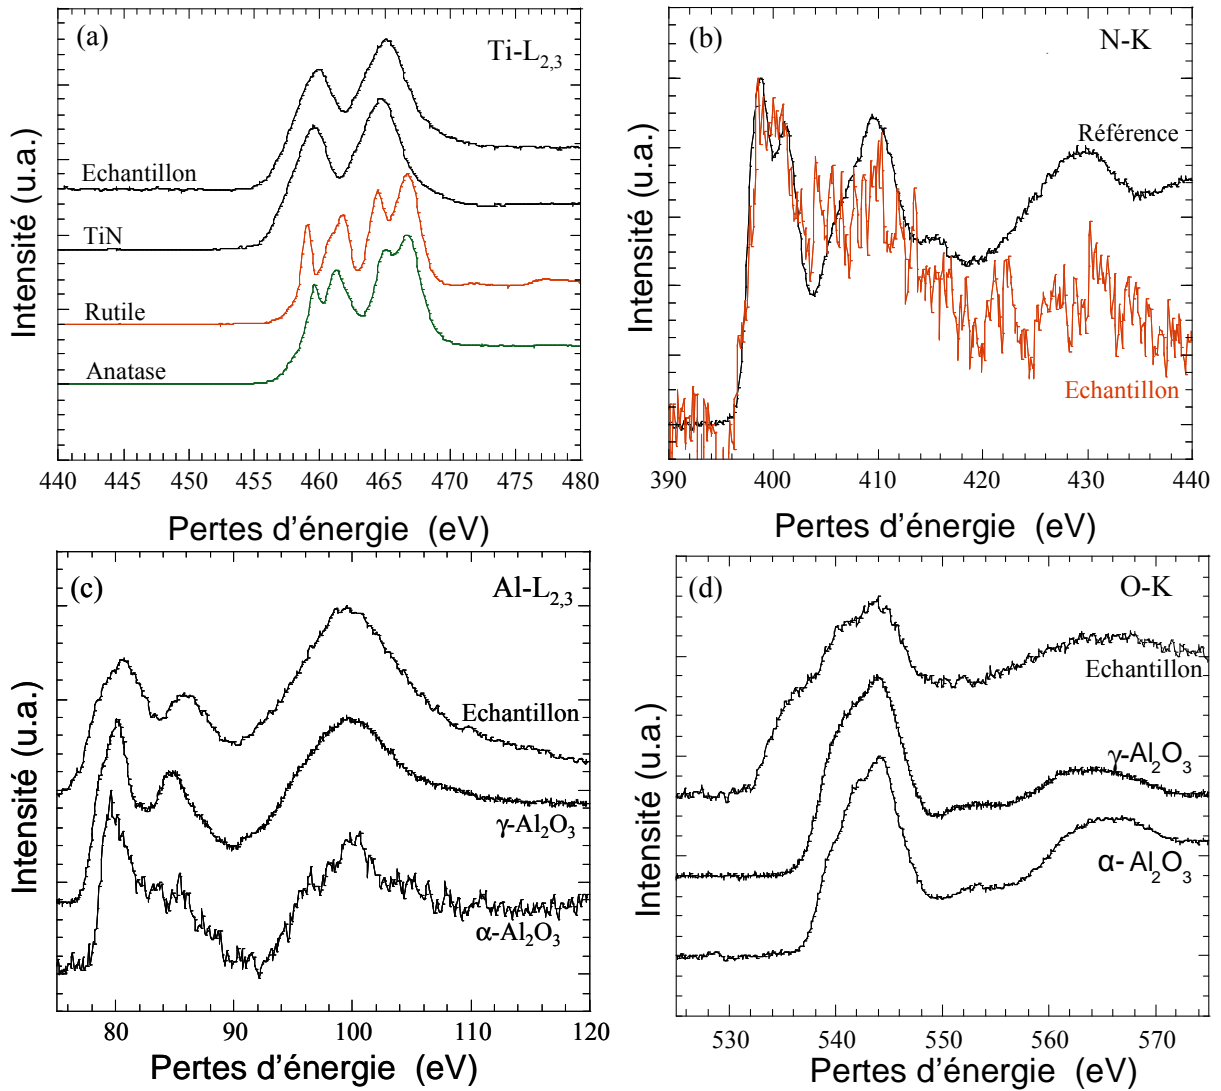 (a)
Ti-L2,3
Echantillon
TiN
Rutile
Anatase
Intensité (u.a.)
440 445 450 455 460 465 470 475 480
Pertes d'énergie (eV)
(b)
N-K
Référence
Echantillon
Intensité (u.a.)
390 400 410 420 430 440
Pertes d'énergie (eV)
(c)
Al-L2,3
Echantillon
γ-Al2O3
α-Al2O3
Intensité (u.a.)
80 90 100 110 120
Pertes d'énergie (eV)
(d)
O-K
Echantillon
γ-Al2O3
α- Al2O3
Intensité (u.a.)
530 540 550 560 570
Pertes d'énergie (eV)